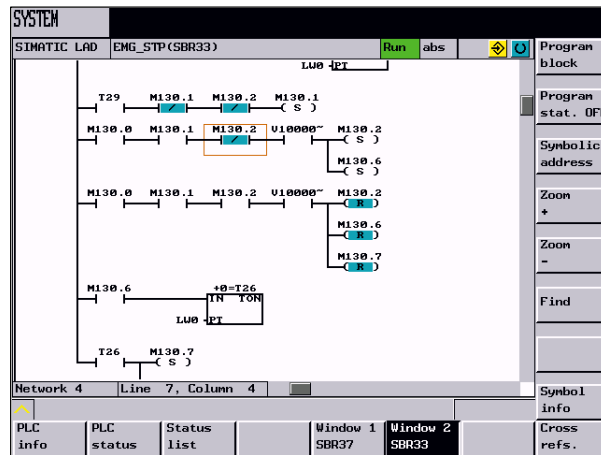 SYSTEM
SIMATIC LAD EMG_STP(SBR33) Run abs
LW0 PT
T29 M130.1 M130.2 M130.1
/ / S
M130.0 M130.1 M130.2 V10000~ M130.2
/ S
M130.6
S
M130.0 M130.1 M130.2 V10000~ M130.2
R
M130.6
R
M130.7
R
M130.6 +0=T26
IN TON
LW0 PT
T26 M130.7
S
Network 4 Line 7, Column 4
Program
block
Program
stat. OF
Symbolic
address
Zoom
+
Zoom
-
Find
Symbol
info
Cross
refs.
PLC
info
PLC
status
Status
list
Window 1
SBR37
Window 2
SBR33